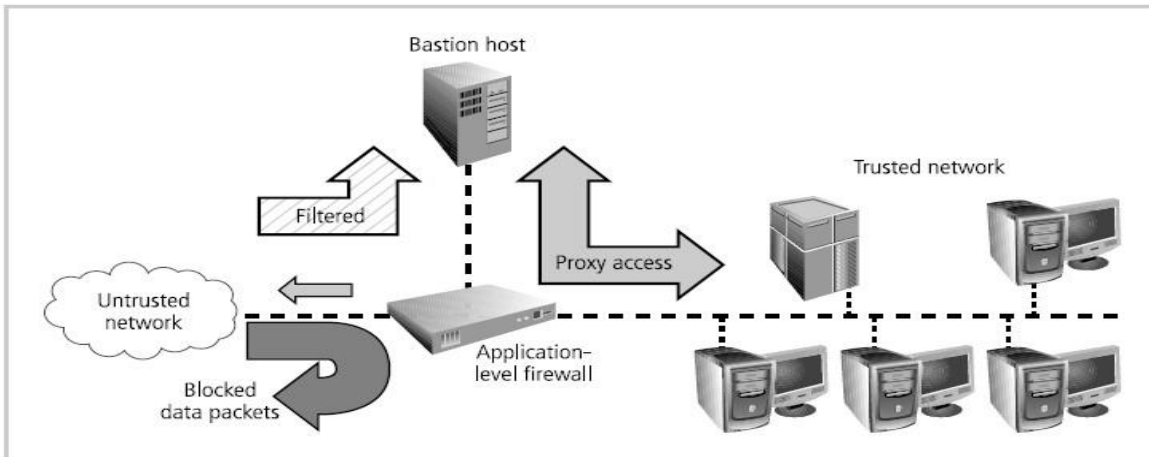 Bastion host
Filtered
Trusted network
Proxy access
Untrusted
network
Application–
level firewall
Blocked
data packets